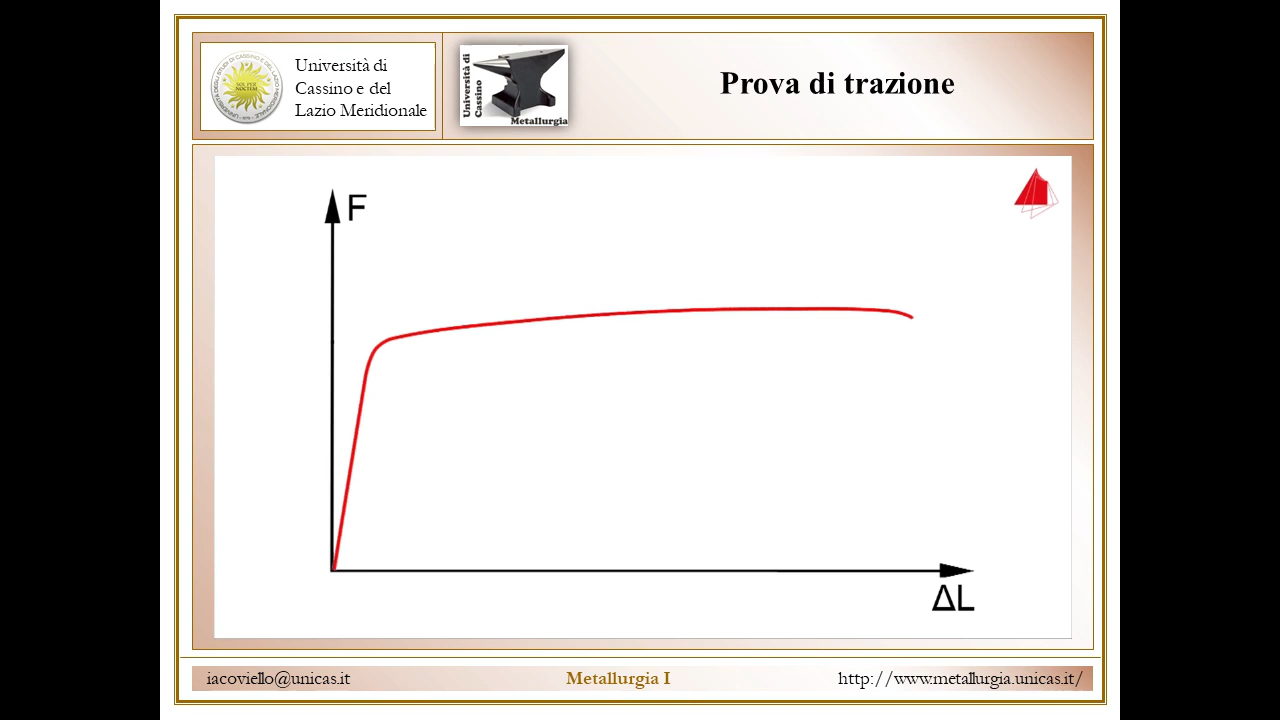 Università di
Cassino e del
Lazio Meridionale
Università di
Cassino
Metallurgia
Prova di trazione
F
ΔL
iacoviello@unicas.it
Metallurgia I
http://www.metallurgia.unicas.it/